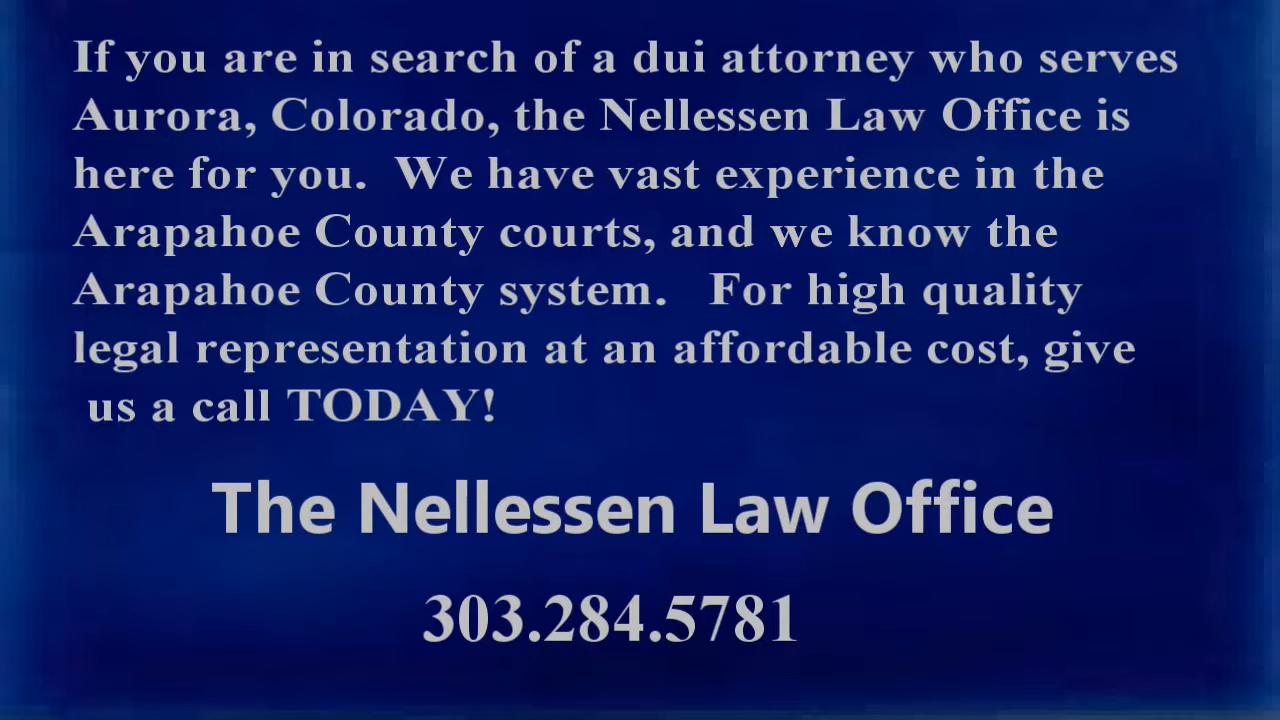 If you are in search of a dui attorney who serves
Aurora, Colorado, the Nellessen Law Office is
here for you.  We have vast experience in the
Arapahoe County courts, and we know the
Arapahoe County system.   For high quality
legal representation at an affordable cost, give
us a call TODAY!
The Nellessen Law Office
303.284.5781